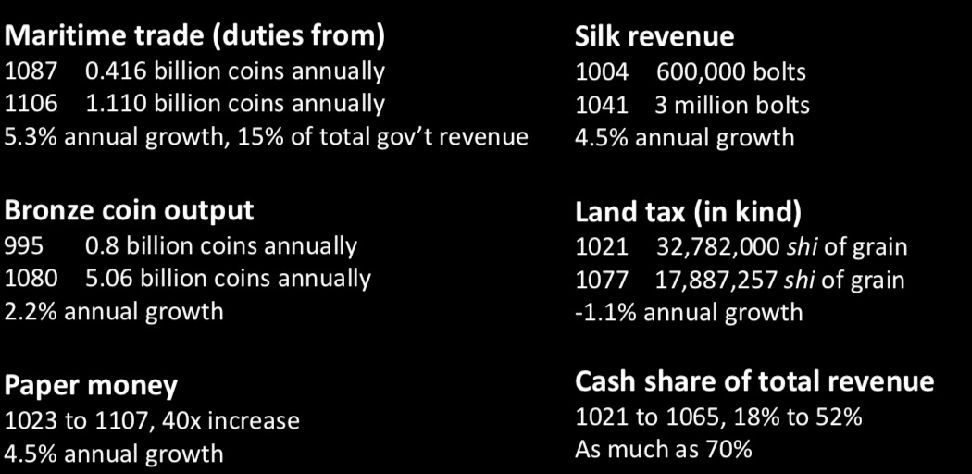 Maritime trade (duties from)
1087 0.416 billion coins annually
1106 1.110 billion coins annually
5.3% annual growth, 15% of total gov't revenue
Bronze coin output
995 0.8 billion coins annually
1080 5.06 billion coins annually
2.2% annual growth
Paper money
1023 to 1107, 40x increase
4.5% annual growth
Silk revenue
1004 600,000 bolts
1041 3 million bolts
4.5% annual growth
Land tax (in kind)
1021 32,782,000 shi of grain
1077 17,887,257 shi of grain
-1.1% annual growth
Cash share of total revenue
1021 to 1065, 18% to 52%
As much as 70%